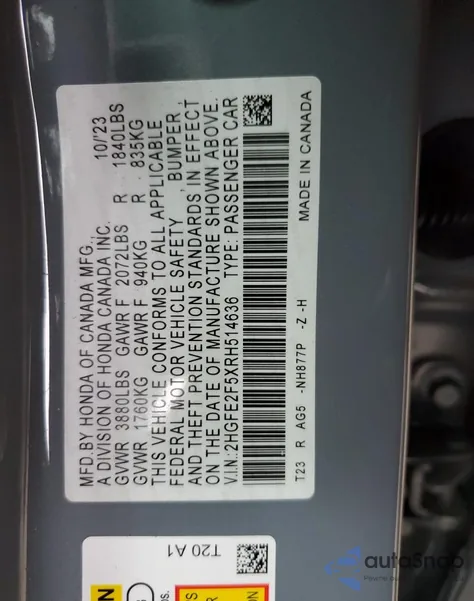 MFD.BY HONDA OF CANADA MFG., 10/23
A DIVISION OF HONDA CANADA INC.
GVWR 3880LBS GAWR F 2072LBS R 1840LBS
GVWR 1760KG GAWR F 940KG R 835KG
THIS VEHICLE CONFORMS TO ALL APPLICABLE
FEDERAL MOTOR VEHICLE SAFETY, BUMPER,
AND THEFT PREVENTION STANDARDS IN EFFECT
ON THE DATE OF MANUFACTURE SHOWN ABOVE.
V.I.N.:2HGFE2F5XRH514636 TYPE: PASSENGER CAR
T23 R AG5 -NH877P -Z -H MADE IN CANADA
T20 A1
autoSnap